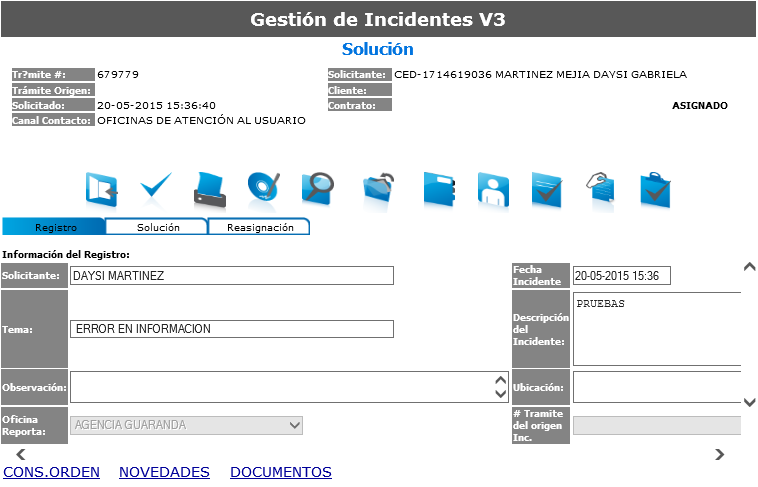 Gestión de Incidentes V3
Solución
Tr?mite #: 679779 Solicitante: CED-1714619036 MARTINEZ MEJIA DAYSI GABRIELA
Trámite Origen: Cliente:
Solicitado: 20-05-2015 15:36:40 Contrato: ASIGNADO
Canal Contacto: OFICINAS DE ATENCIÓN AL USUARIO
Registro Solución Reasignación
Información del Registro:
Solicitante: DAYSI MARTINEZ
Fecha
Incidente
20-05-2015 15:36
Tema: ERROR EN INFORMACION
Descripción
del
Incidente:
PRUEBAS
Observación: Ubicación:
Oficina
Reporta:
AGENCIA GUARANDA
# Tramite
del origen
Inc.
CONS.ORDEN NOVEDADES DOCUMENTOS